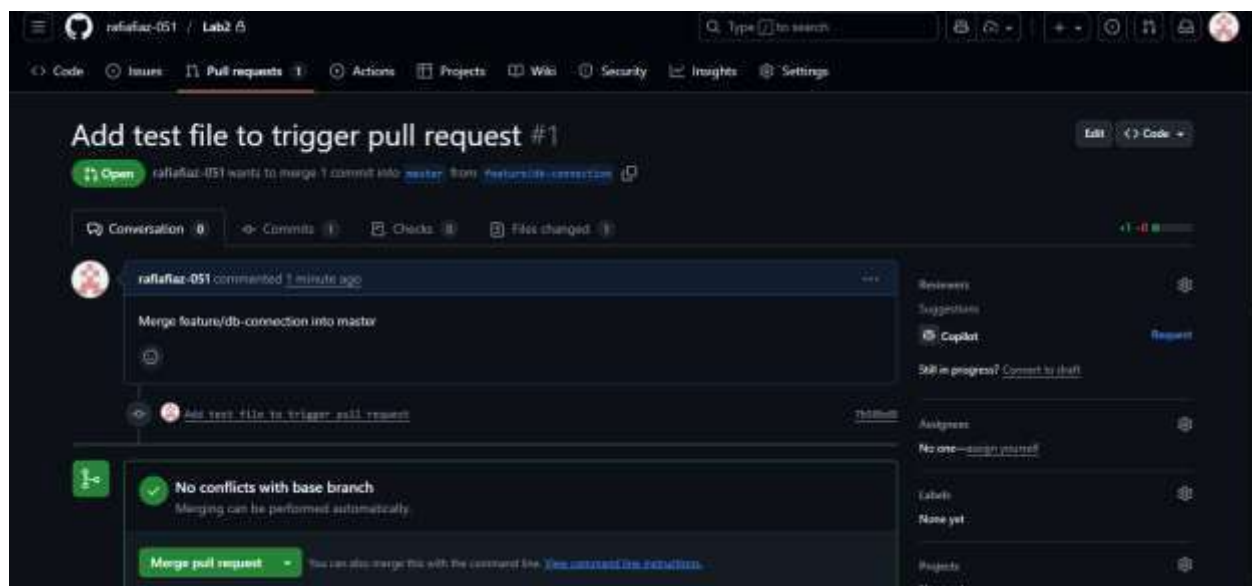 rafiafiaz-051 / Lab2
Type / to search
Code Issues Pull requests 1 Actions Projects Wiki Security Insights Settings
Add test file to trigger pull request #1
Edit Code
Open rafiafiaz-051 wants to merge 1 commit into master from feature/db-connection
Conversation 0 Commits 1 Checks 0 Files changed 1
+1 -0
rafiafiaz-051 commented 1 minute ago
Merge feature/db-connection into master
Add test file to trigger pull request
No conflicts with base branch
Merging can be performed automatically.
Merge pull request You can also merge this with the command line. View command line instructions.
Reviewers
Suggestions
Copilot Request
Still in progress? Convert to draft
Assignees
No one—assign yourself
Labels
None yet
Projects